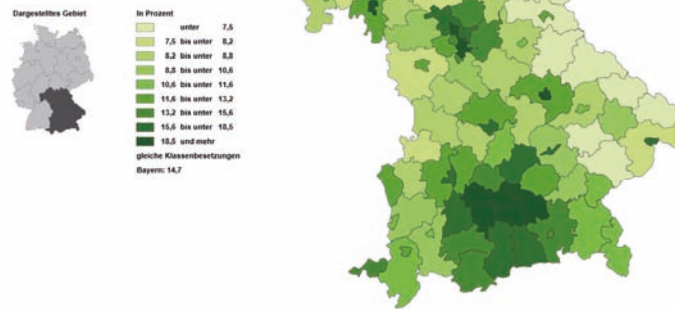 Dargestelltes Gebiet
In Prozent
unter 7,5
7,5 bis unter 8,2
8,2 bis unter 8,8
8,8 bis unter 10,6
10,6 bis unter 11,6
11,6 bis unter 13,2
13,2 bis unter 15,6
15,6 bis unter 18,5
18,5 und mehr
gleiche Klassenbesetzungen
Bayern: 14,7